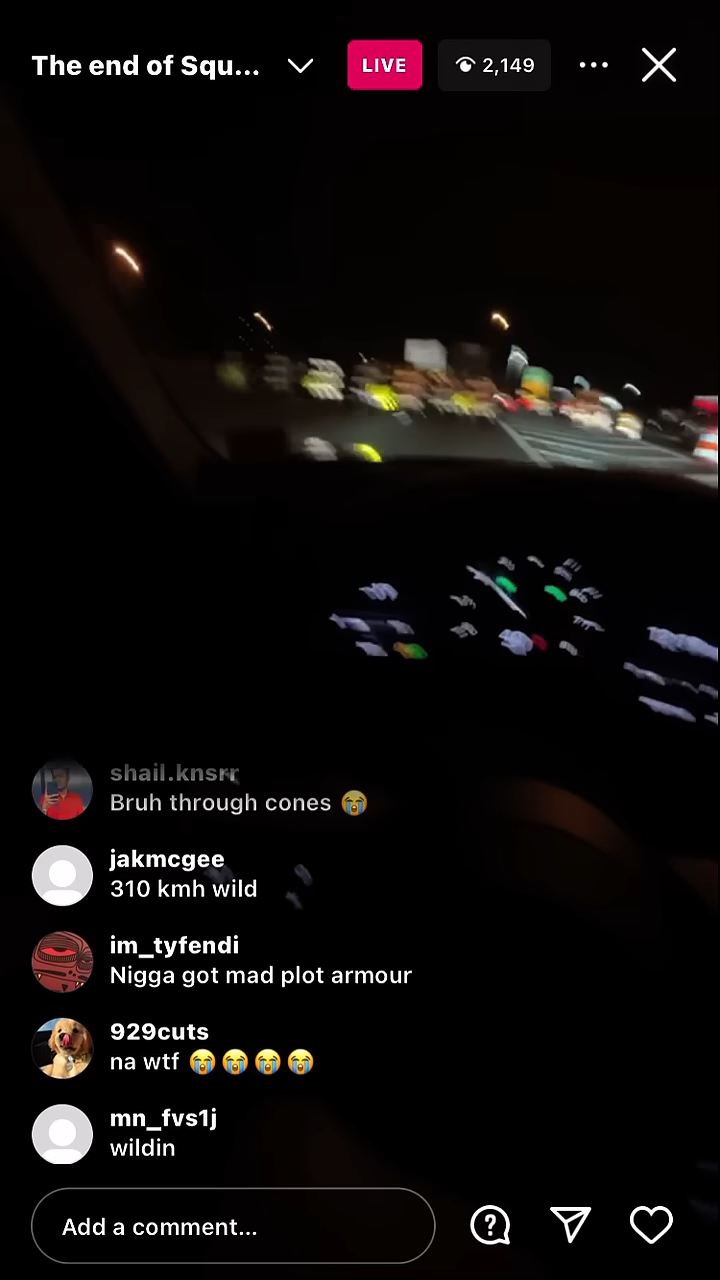 The end of Squ...
LIVE
2,149
shail.knsrr
Bruh through cones 😭
jakmcgee
310 kmh wild
im_tyfendi
Nigga got mad plot armour
929cuts
na wtf 😭😭😭😭
mn_fvs1j
wildin
Add a comment...